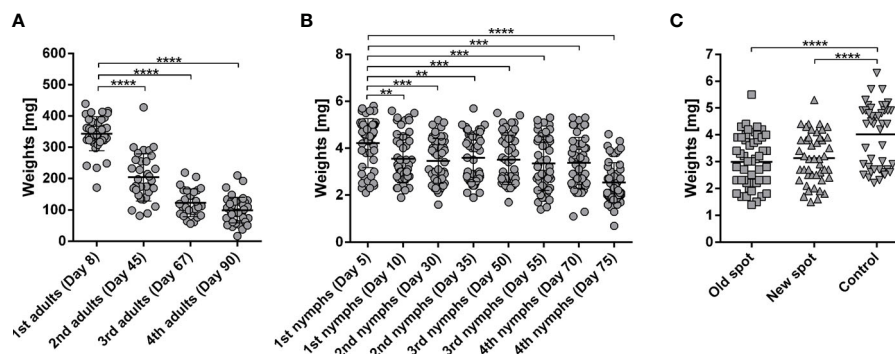 A
Weights [mg]
600
500
400
300
200
100
0
****
****
****
1st adults (Day 8)
2nd adults (Day 45)
3rd adults (Day 67)
4th adults (Day 90)
B
Weights [mg]
8
6
4
2
0
****
***
***
***
**
***
**
1st nymphs (Day 5)
1st nymphs (Day 10)
2nd nymphs (Day 30)
2nd nymphs (Day 35)
3rd nymphs (Day 50)
3rd nymphs (Day 55)
4th nymphs (Day 70)
4th nymphs (Day 75)
C
Weights [mg]
7
6
5
4
3
2
1
0
****
****
Old spot
New spot
Control